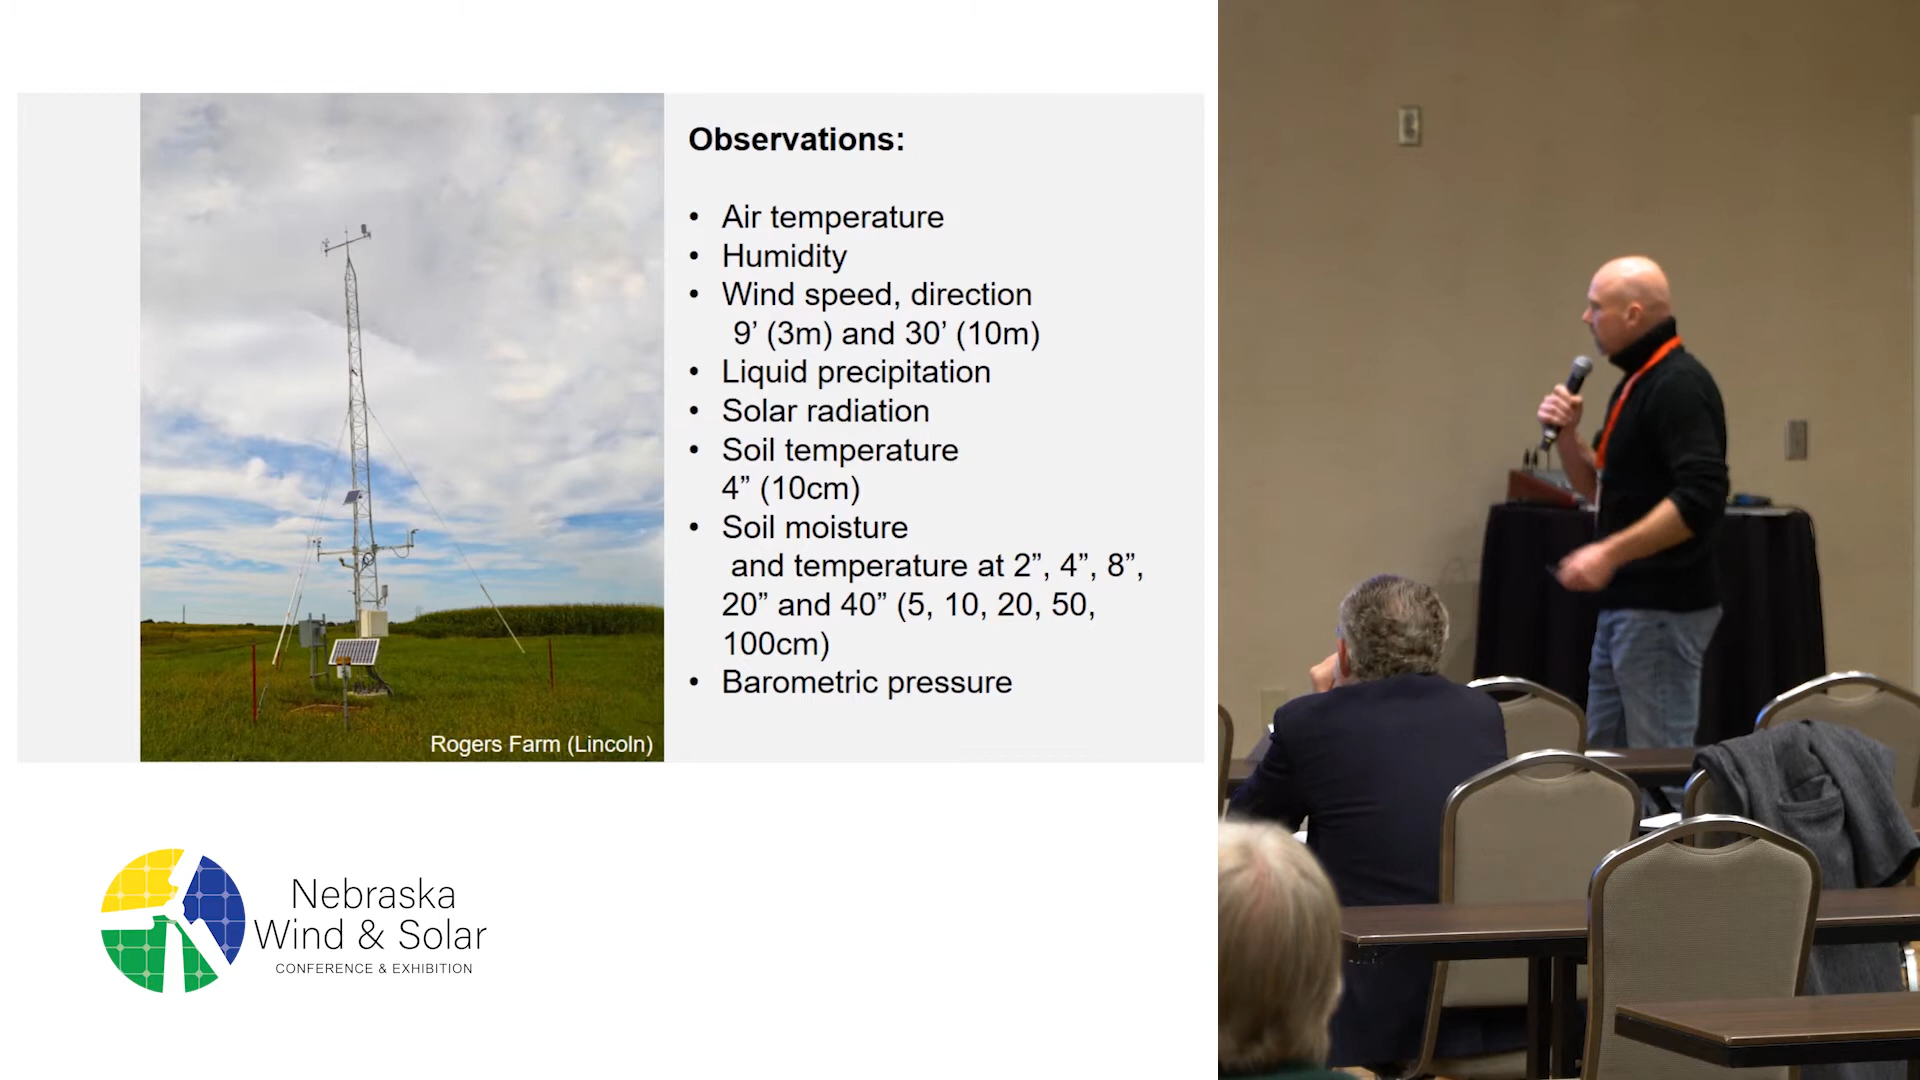 Observations:
• Air temperature
• Humidity
• Wind speed, direction
9’ (3m) and 30’ (10m)
• Liquid precipitation
• Solar radiation
• Soil temperature
4” (10cm)
• Soil moisture
and temperature at 2”, 4”, 8”,
20” and 40” (5, 10, 20, 50,
100cm)
• Barometric pressure
Rogers Farm (Lincoln)
Nebraska
Wind & Solar
CONFERENCE & EXHIBITION